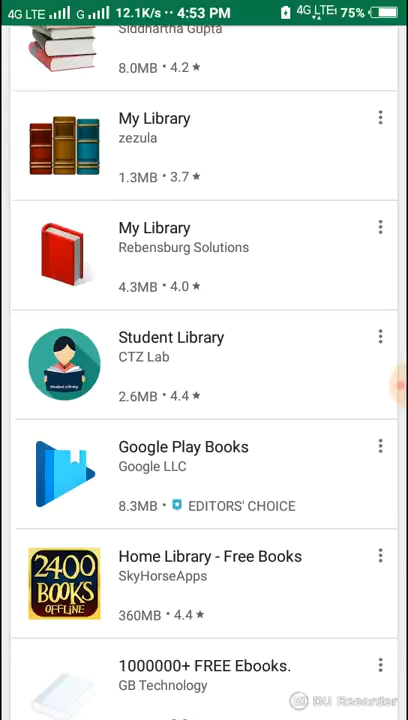 4G LTE G 12.1K/s ·· 4:53 PM 4G LTE 75%
Siddhartha Gupta
8.0MB · 4.2 ★
My Library
zezula
1.3MB · 3.7 ★
My Library
Rebensburg Solutions
4.3MB · 4.0 ★
Student Library
CTZ Lab
Student Library
2.6MB · 4.4 ★
Google Play Books
Google LLC
8.3MB · EDITORS' CHOICE
Home Library - Free Books
SkyHorseApps
2400
BOOKS
OFFLINE
360MB · 4.4 ★
1000000+ FREE Ebooks.
GB Technology
DU Recorder